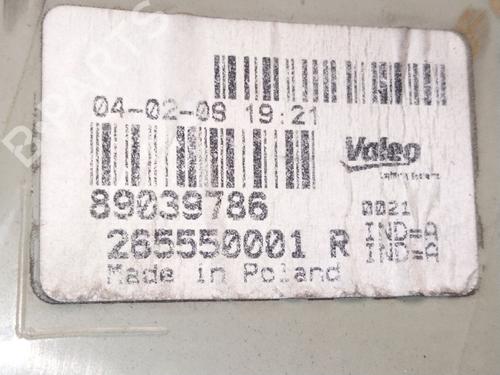 04-02-09 19:21
Valeo
Lighting Systems
89039786
0021
265550001 R
IND=A
IND=A
Made in Poland